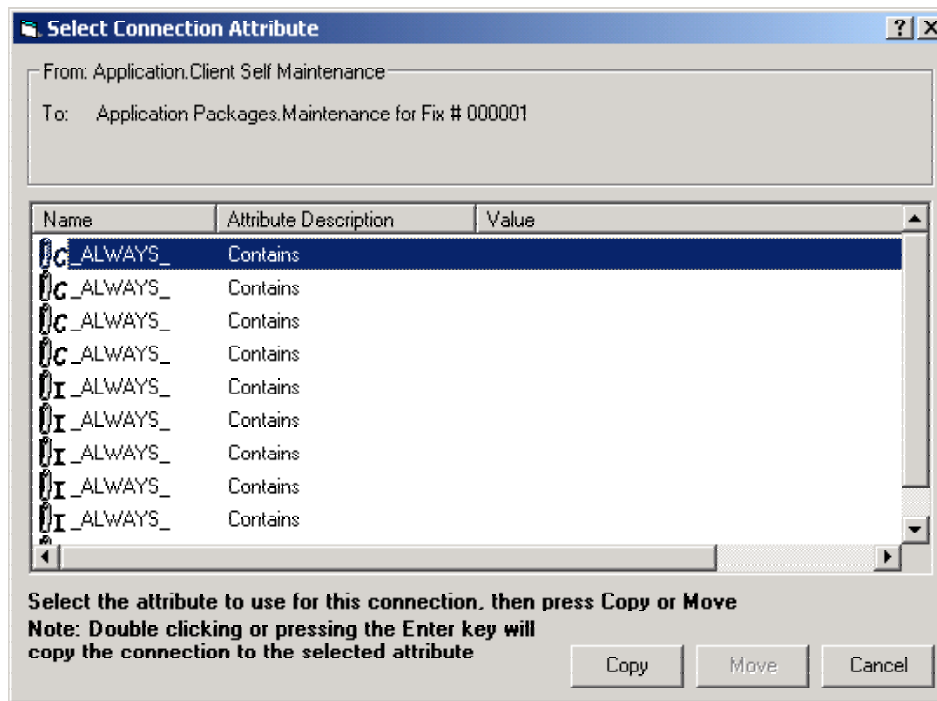 Select Connection Attribute ? X
From: Application.Client Self Maintenance
To: Application Packages.Maintenance for Fix # 000001
Name Attribute Description Value
C _ALWAYS_ Contains
C _ALWAYS_ Contains
C _ALWAYS_ Contains
C _ALWAYS_ Contains
I _ALWAYS_ Contains
I _ALWAYS_ Contains
I _ALWAYS_ Contains
I _ALWAYS_ Contains
I _ALWAYS_ Contains
Select the attribute to use for this connection, then press Copy or Move
Note: Double clicking or pressing the Enter key will
copy the connection to the selected attribute
Copy Move Cancel